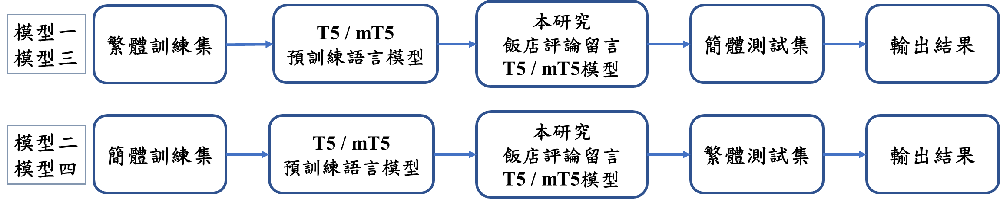 模型一
模型三
繁體訓練集
T5 / mT5
預訓練語言模型
本研究
飯店評論留言
T5 / mT5模型
簡體測試集
輸出結果
模型二
模型四
簡體訓練集
T5 / mT5
預訓練語言模型
本研究
飯店評論留言
T5 / mT5模型
繁體測試集
輸出結果